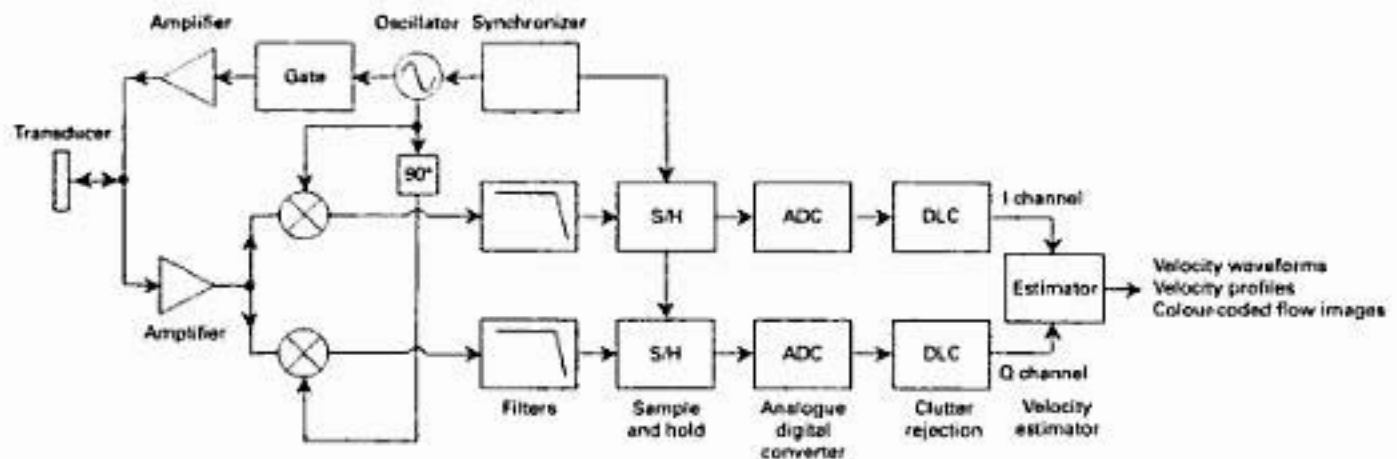 Amplifier
Oscillator
Synchronizer
Gate
Transducer
90°
S/H
ADC
DLC
I channel
Amplifier
Estimator
Velocity waveforms
Velocity profiles
Colour-coded flow images
S/H
ADC
DLC
Q channel
Filters
Sample
and hold
Analogue
digital
converter
Clutter
rejection
Velocity
estimator